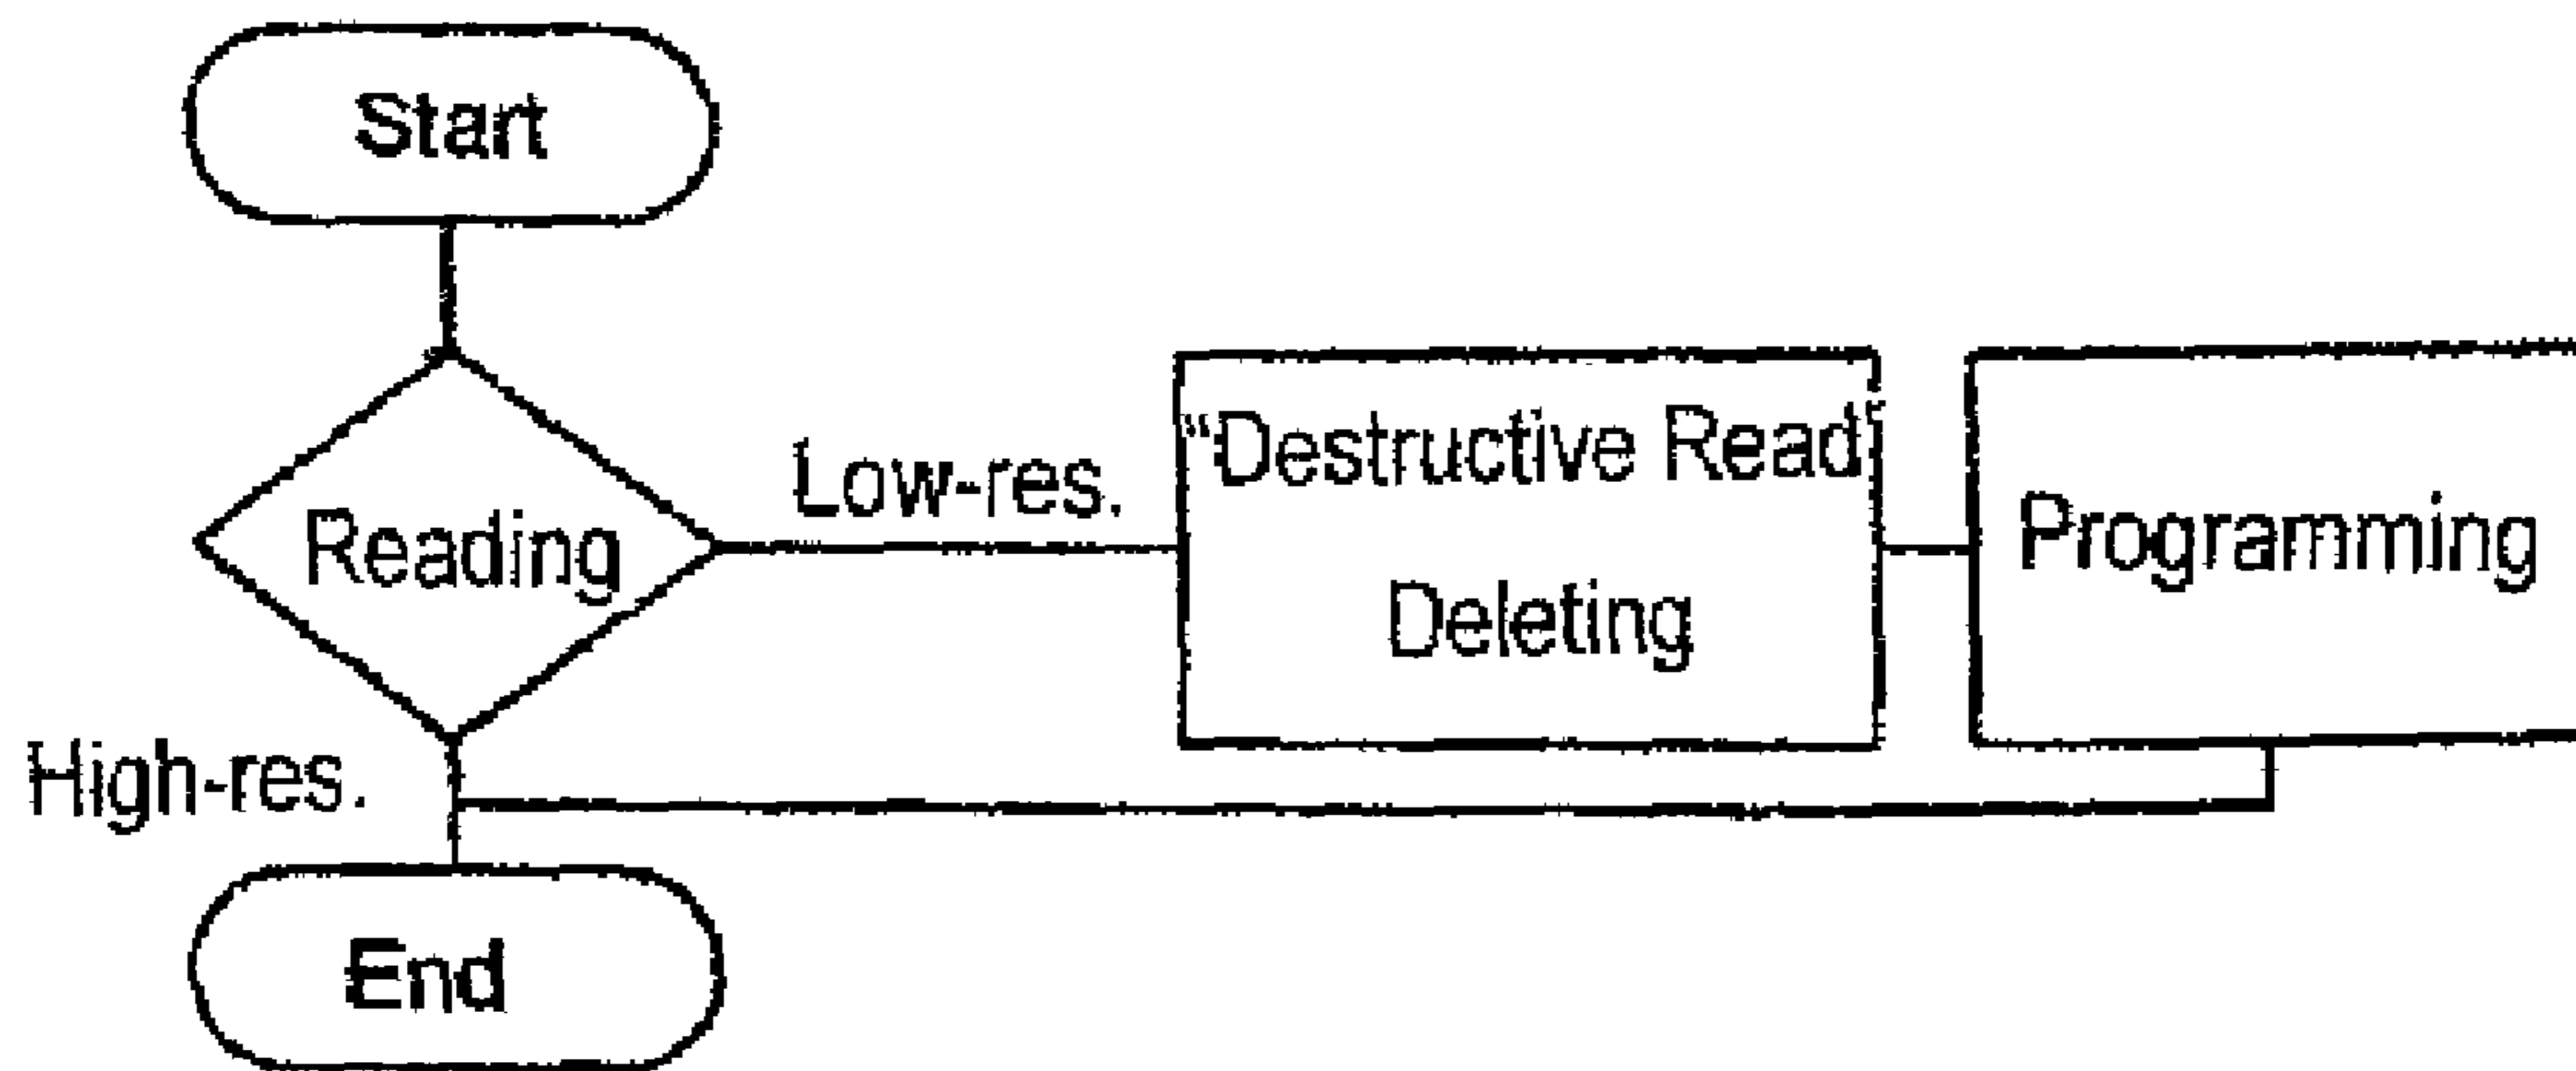 Start
Reading
Low-res.
“Destructive Read”
Deleting
Programming
High-res.
End